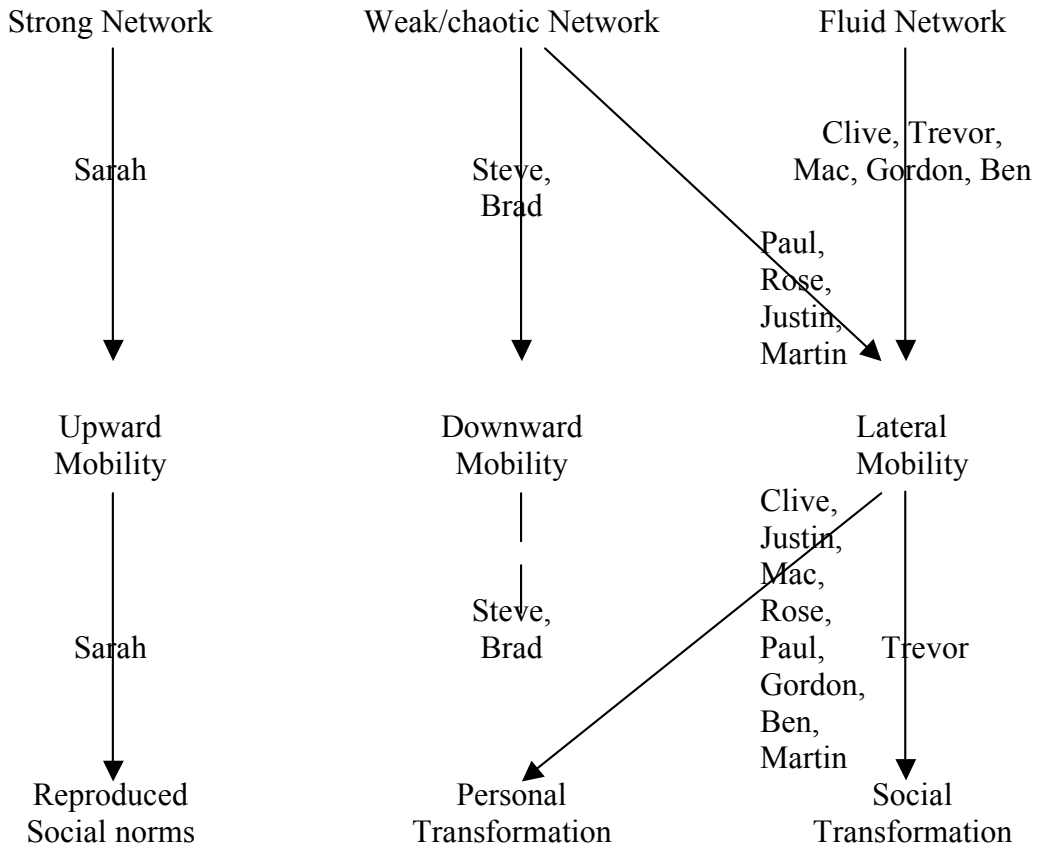 Strong Network
Weak/chaotic Network
Fluid Network
Sarah
Steve,
Brad
Clive, Trevor,
Mac, Gordon, Ben
Paul,
Rose,
Justin,
Martin
Upward
Mobility
Downward
Mobility
Lateral
Mobility
Sarah
Steve,
Brad
Clive,
Justin,
Mac,
Rose,
Paul,
Gordon,
Ben,
Martin
Trevor
Reproduced
Social norms
Personal
Transformation
Social
Transformation